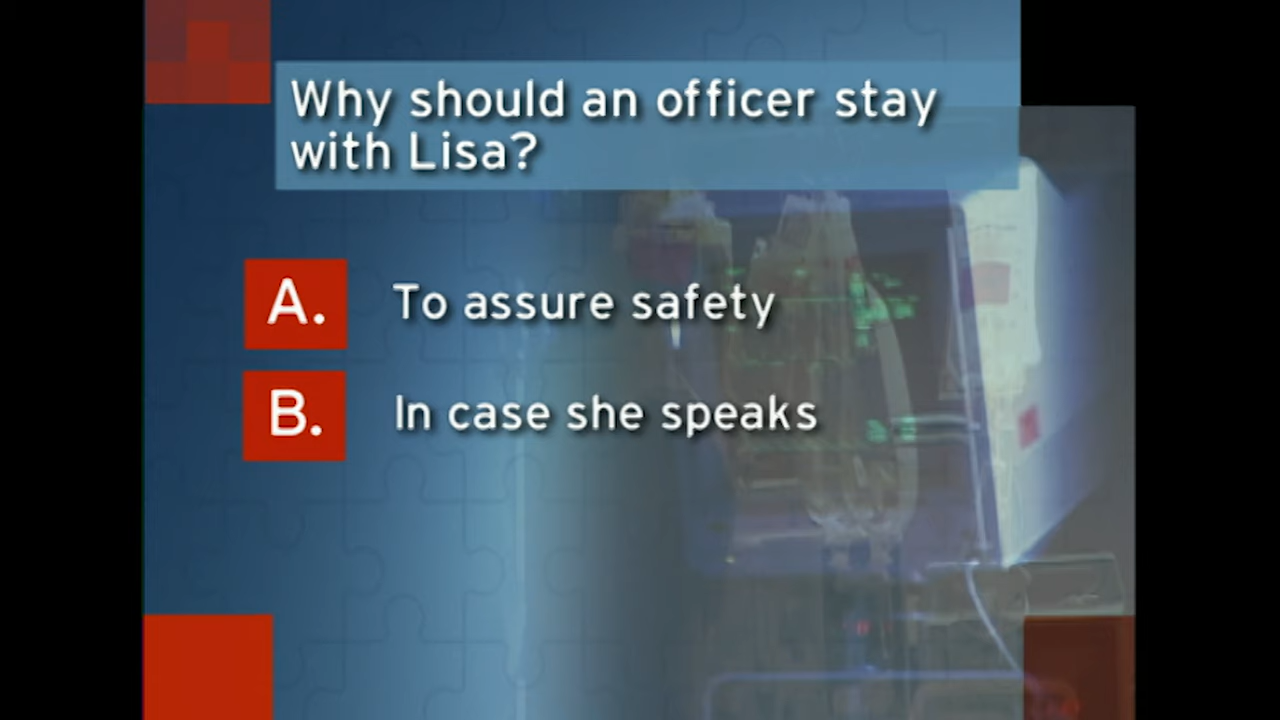 Why should an officer stay
with Lisa?
A. To assure safety
B. In case she speaks